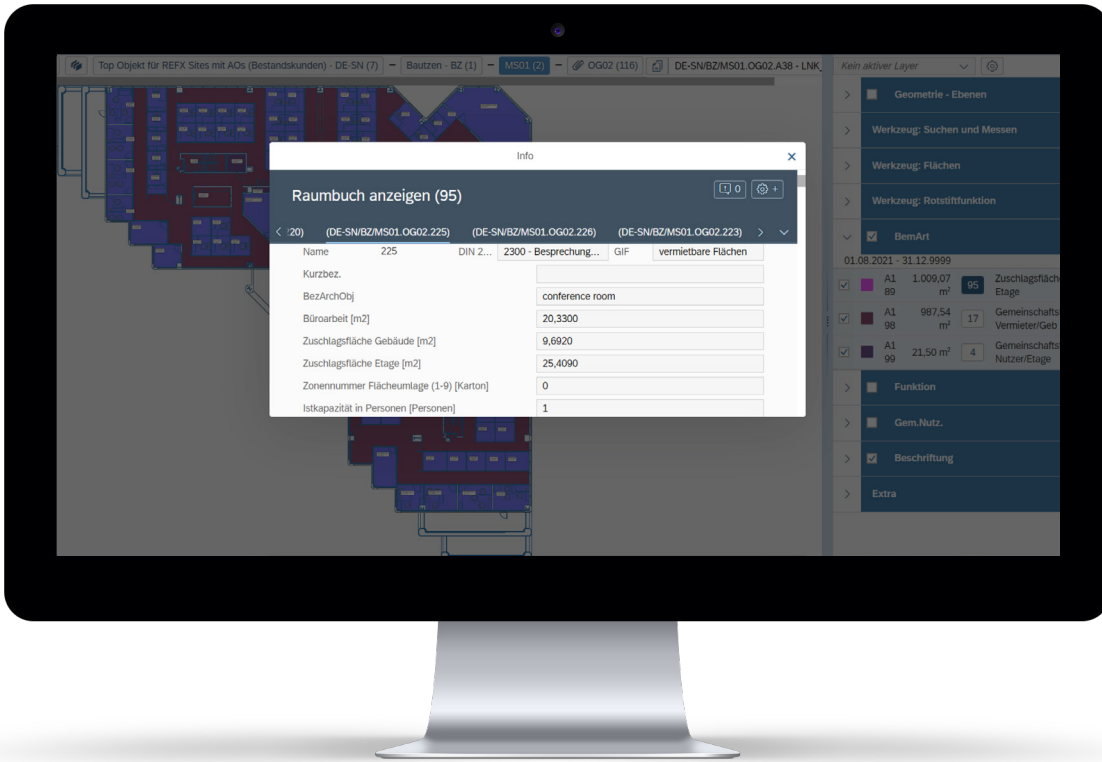 Top Objekt für REFX Sites mit AOs (Bestandskunden) - DE-SN (7) – Bautzen - BZ (1) – MS01 (2) – OG02 (116) DE-SN/BZ/MS01.OG02.A38 - LNK_ Kein aktiver Layer
Geometrie - Ebenen
Werkzeug: Suchen und Messen
Werkzeug: Flächen
Werkzeug: Rotstiftfunktion
BemArt
01.08.2021 - 31.12.9999
A1 89 1.009,07 m² 95 Zuschlagsfläche Etage
A1 98 987,54 m² 17 Gemeinschafts Vermieter/Geb
A1 99 21,50 m² 4 Gemeinschafts Nutzer/Etage
Funktion
Gem.Nutz.
Beschriftung
Extra
Info
Raumbuch anzeigen (95)
0
+
220) (DE-SN/BZ/MS01.OG02.225) (DE-SN/BZ/MS01.OG02.226) (DE-SN/BZ/MS01.OG02.223)
Name 225 DIN 2... 2300 - Besprechung... GIF vermietbare Flächen
Kurzbez.
BezArchObj conference room
Büroarbeit [m2] 20,3300
Zuschlagsfläche Gebäude [m2] 9,6920
Zuschlagsfläche Etage [m2] 25,4090
Zonennummer Flächeumlage (1-9) [Karton] 0
Istkapazität in Personen [Personen] 1